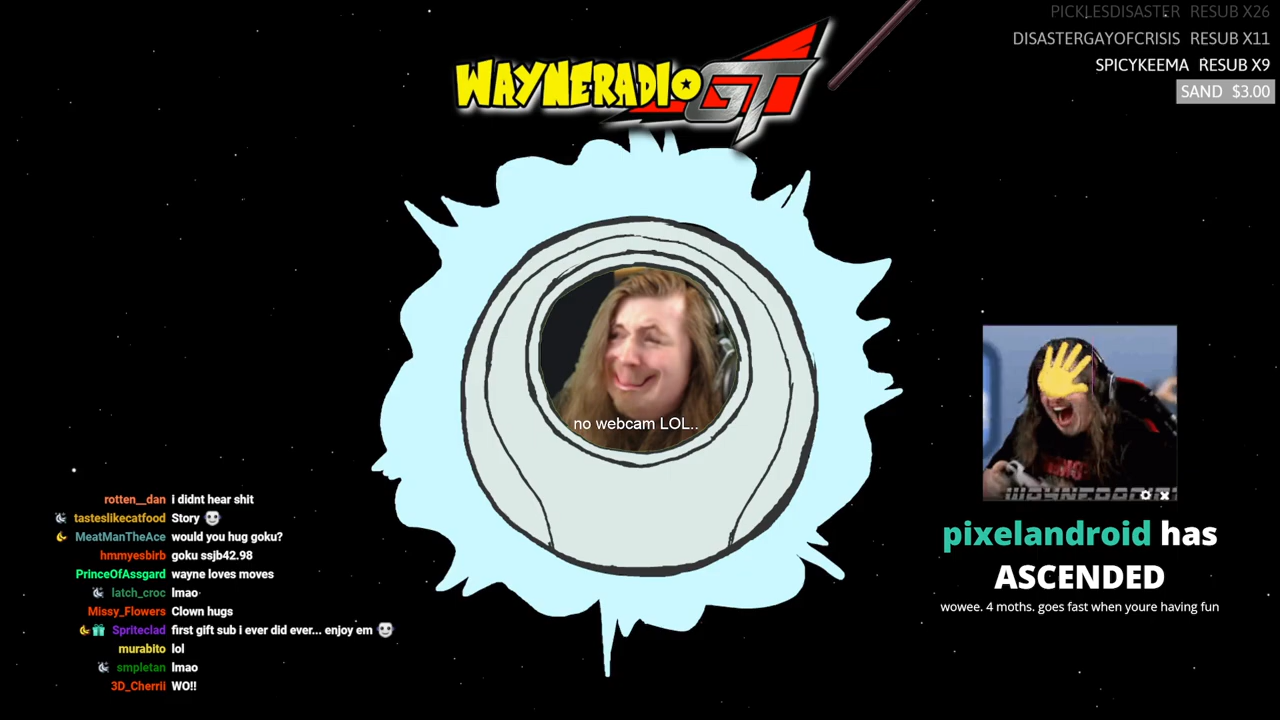 PICKLESDISASTER RESUB X26
DISASTERGAYOFCRISIS RESUB X11
SPICYKEEMA RESUB X9
SAND $3.00
WAYNERADIO GT
no webcam LOL..
rotten__dan i didnt hear shit
tasteslikecatfood Story
MeatManTheAce would you hug goku?
hmmyesbirb goku ssjb42.98
PrinceOfAssgard wayne loves moves
latch_croc lmao
Missy_Flowers Clown hugs
Spriteclad first gift sub i ever did ever... enjoy em
murabito lol
smpletan lmao
3D_Cherrii WO!!
pixelandroid has
ASCENDED
wowee. 4 moths. goes fast when youre having fun